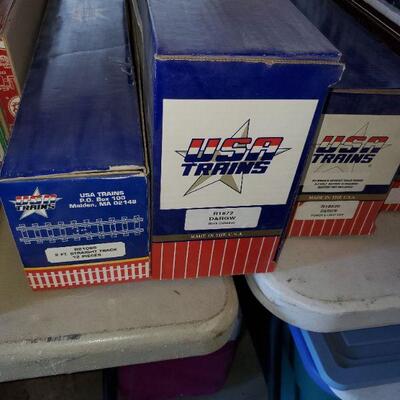 USA
TRAINS
USA TRAINS
P.O. Box 100
Malden, MA 02148
2 FT. STRAIGHT TRACK
12 PIECES
USA
TRAINS
R1872
D&RGW
MADE IN THE U.S.A.
USA
TRAINS
MADE IN THE U.S.A.